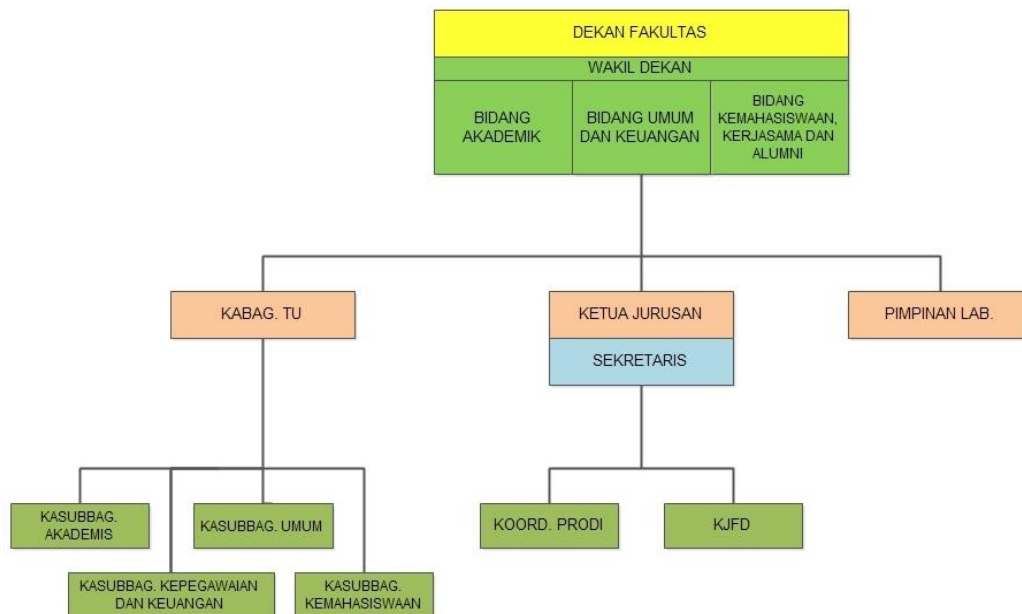 DEKAN FAKULTAS
WAKIL DEKAN
BIDANG
AKADEMIK
BIDANG UMUM
DAN KEUANGAN
BIDANG
KEMAHASISWAAN,
KERJASAMA DAN
ALUMNI
KABAG. TU
KETUA JURUSAN
PIMPINAN LAB.
SEKRETARIS
KASUBBAG.
AKADEMIS
KASUBBAG. UMUM
KOORD. PRODI
KJFD
KASUBBAG. KEPEGAWAIAN
DAN KEUANGAN
KASUBBAG.
KEMAHASISWAAN